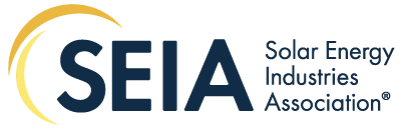 SEIA
Solar Energy
Industries
Association®